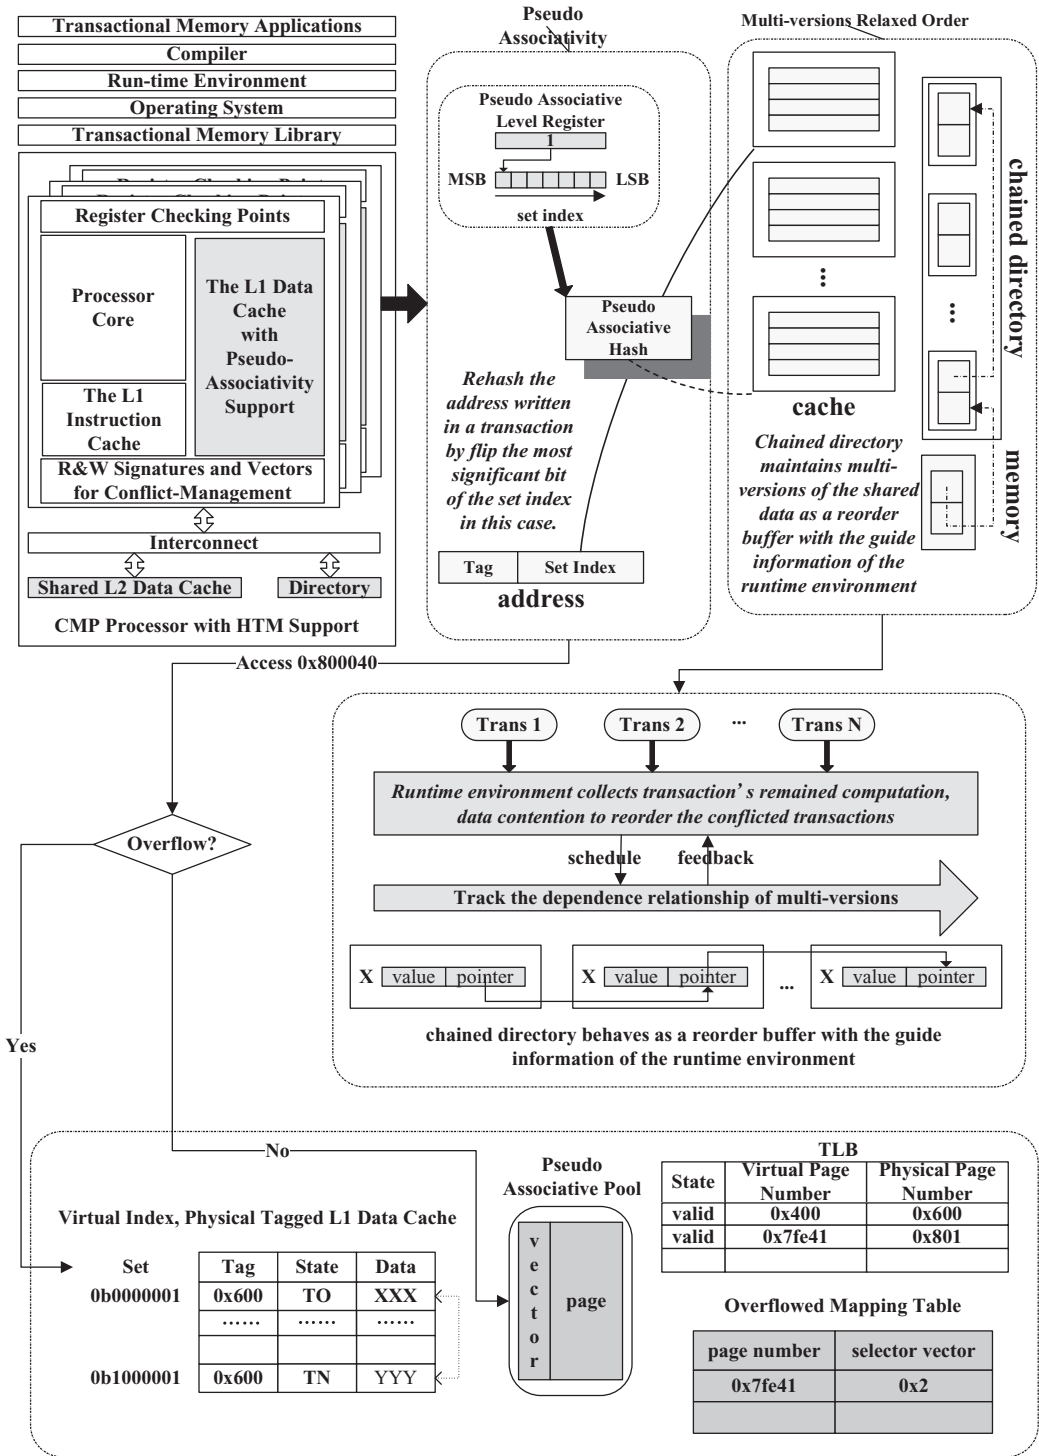 Transactional Memory Applications
Compiler
Run-time Environment
Operating System
Transactional Memory Library
Register Checking Points
Processor
Core
The L1 Data
Cache
with
Pseudo-
Associativity
Support
The L1
Instruction
Cache
R&W Signatures and Vectors
for Conflict-Management
Interconnect
Shared L2 Data Cache
Directory
CMP Processor with HTM Support
Pseudo
Associativity
Pseudo Associative
Level Register
1
MSB
LSB
set index
Pseudo
Associative
Hash
Rehash the
address written
in a transaction
by flip the most
significant bit
of the set index
in this case.
Tag
Set Index
address
Multi-versions Relaxed Order
...
...
cache
chained directory
memory
Chained directory
maintains multi-
versions of the shared
data as a reorder
buffer with the guide
information of the
runtime environment
Access 0x800040
Overflow?
Yes
No
Trans 1
Trans 2
...
Trans N
Runtime environment collects transaction's remained computation,
data contention to reorder the conflicted transactions
schedule
feedback
Track the dependence relationship of multi-versions
X value pointer
X value pointer
...
X value pointer
chained directory behaves as a reorder buffer with the guide
information of the runtime environment
Virtual Index, Physical Tagged L1 Data Cache
Set Tag State Data
0b0000001 0x600 TO XXX
...... ...... ......
0b1000001 0x600 TN YYY
Pseudo
Associative Pool
vector
page
TLB
State Virtual Page Number Physical Page Number
valid 0x400 0x600
valid 0x7fe41 0x801
Overflowed Mapping Table
page number selector vector
0x7fe41 0x2